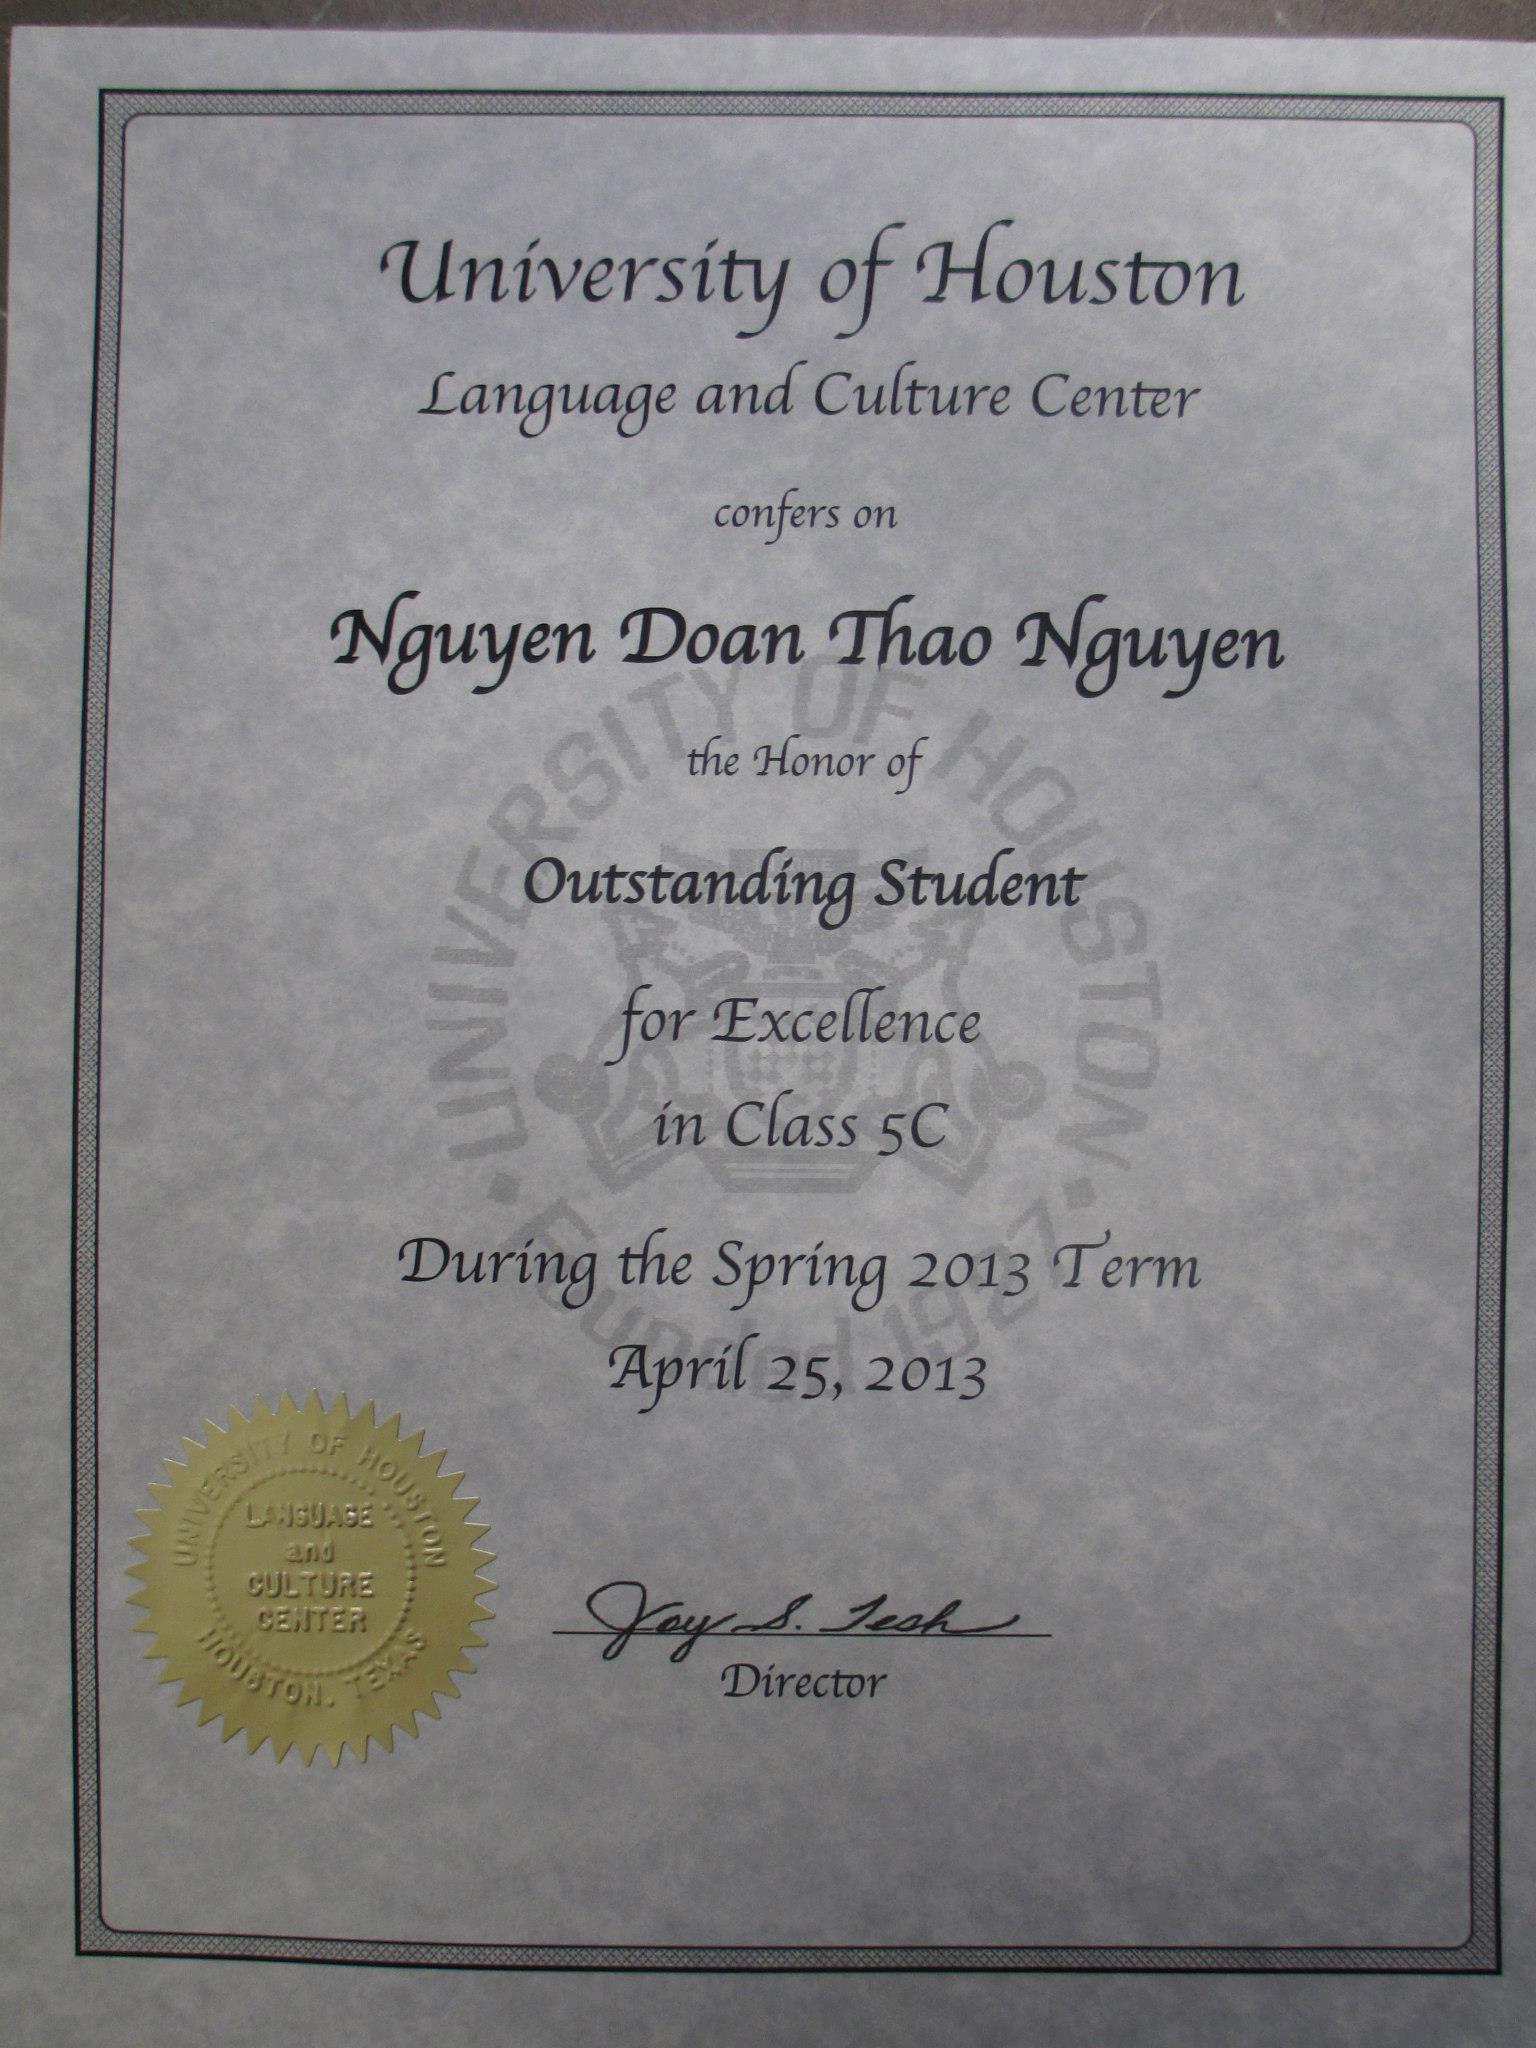 University of Houston
Language and Culture Center
confers on
Nguyen Doan Thao Nguyen
the Honor of
Outstanding Student
for Excellence
in Class 5C
During the Spring 2013 Term
April 25, 2013
Joy S. Tesh
Director
UNIVERSITY OF HOUSTON
LANGUAGE
and
CULTURE
CENTER
HOUSTON, TEXAS
UNIVERSITY OF HOUSTON
Founded 1927